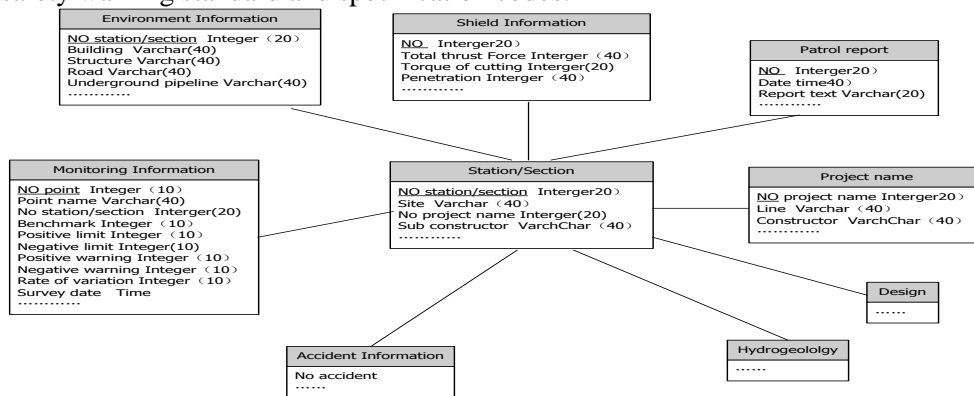 safety warning standard and specification codes.
Environment Information
NO station/section Integer（20）
Building Varchar(40)
Structure Varchar(40)
Road Varchar(40)
Underground pipeline Varchar(40)
............
Shield Information
NO Interger20）
Total thrust Force Interger（40）
Torque of cutting Interger(20)
Penetration Interger（40）
............
Patrol report
NO Interger20）
Date time40）
Report text Varchar(20)
............
Monitoring Information
NO point Integer（10）
Point name Varchar(40)
No station/section Interger(20)
Benchmark Integer（10）
Positive limit Integer（10）
Negative limit Integer(10)
Positive warning Integer（10）
Negative warning Integer（10）
Rate of variation Integer（10）
Survey date Time
............
Station/Section
NO station/section Interger20）
Site Varchar（40）
No project name Interger(20)
Sub constructor VarchChar（40）
............
Project name
NO project name Interger20）
Line Varchar（40）
Constructor VarchChar（40）
............
Design
......
Accident Information
No accident
......
Hydrogeololgy
......